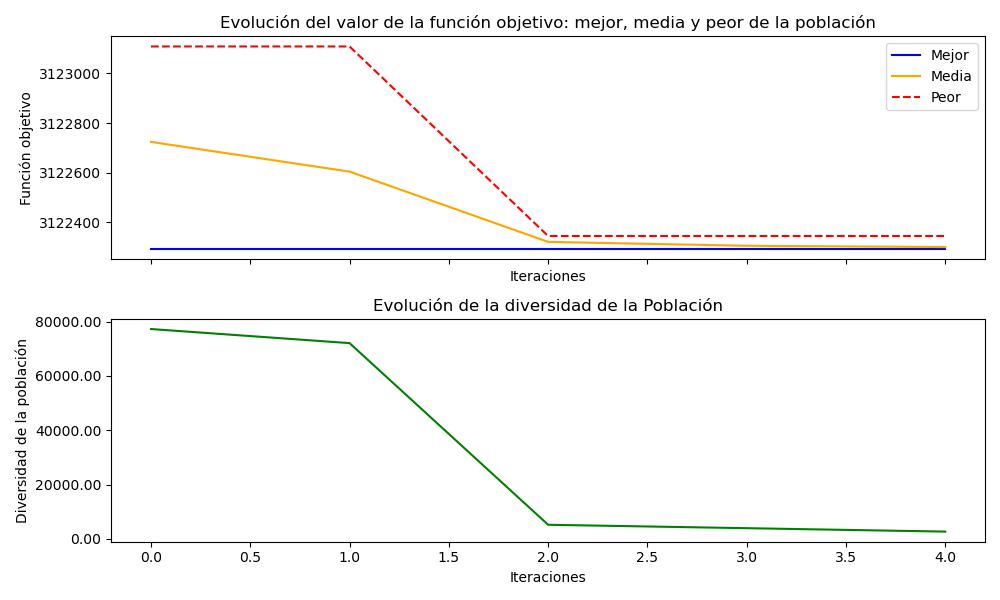 Evolución del valor de la función objetivo: mejor, media y peor de la población
Función objetivo
3123000
3122800
3122600
3122400
Mejor
Media
Peor
Iteraciones
Evolución de la diversidad de la Población
Diversidad de la población
80000.00
60000.00
40000.00
20000.00
0.00
0.0 0.5 1.0 1.5 2.0 2.5 3.0 3.5 4.0
Iteraciones